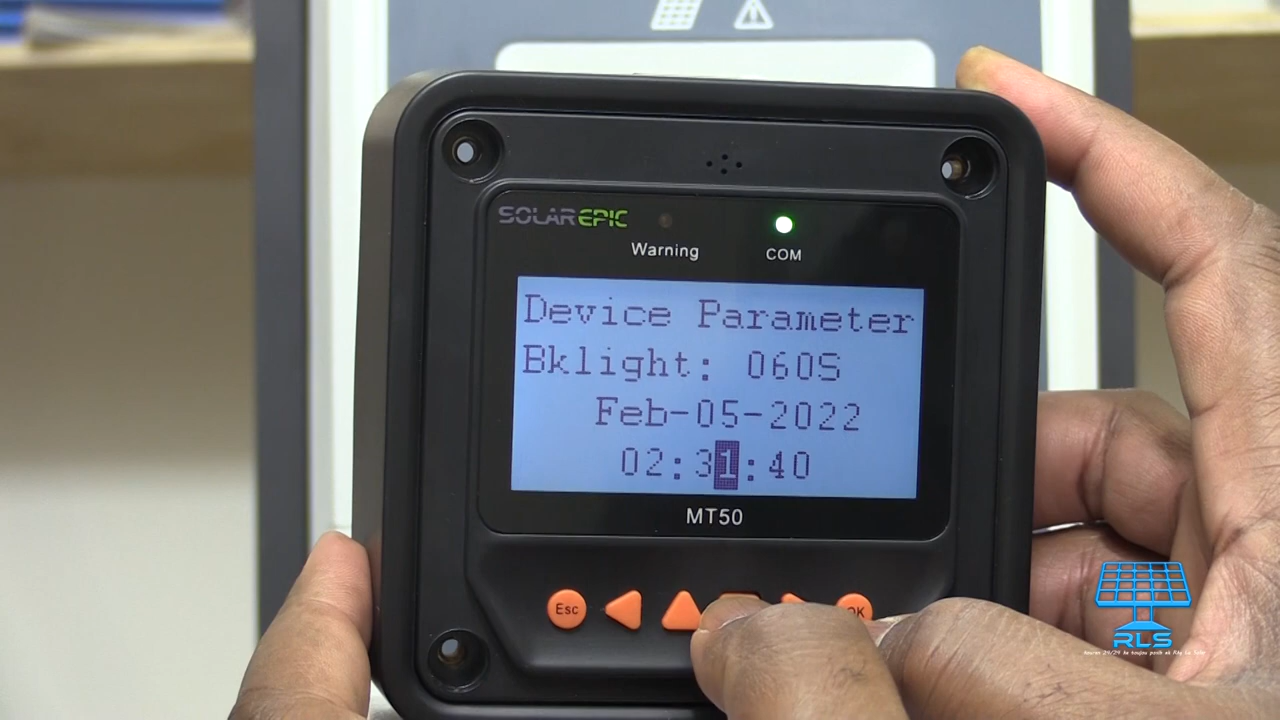 SOLAREPIC
Warning
COM
Device Parameter
Bklight: 060S
Feb-05-2022
02:31:40
MT50
Esc
OK
RLS